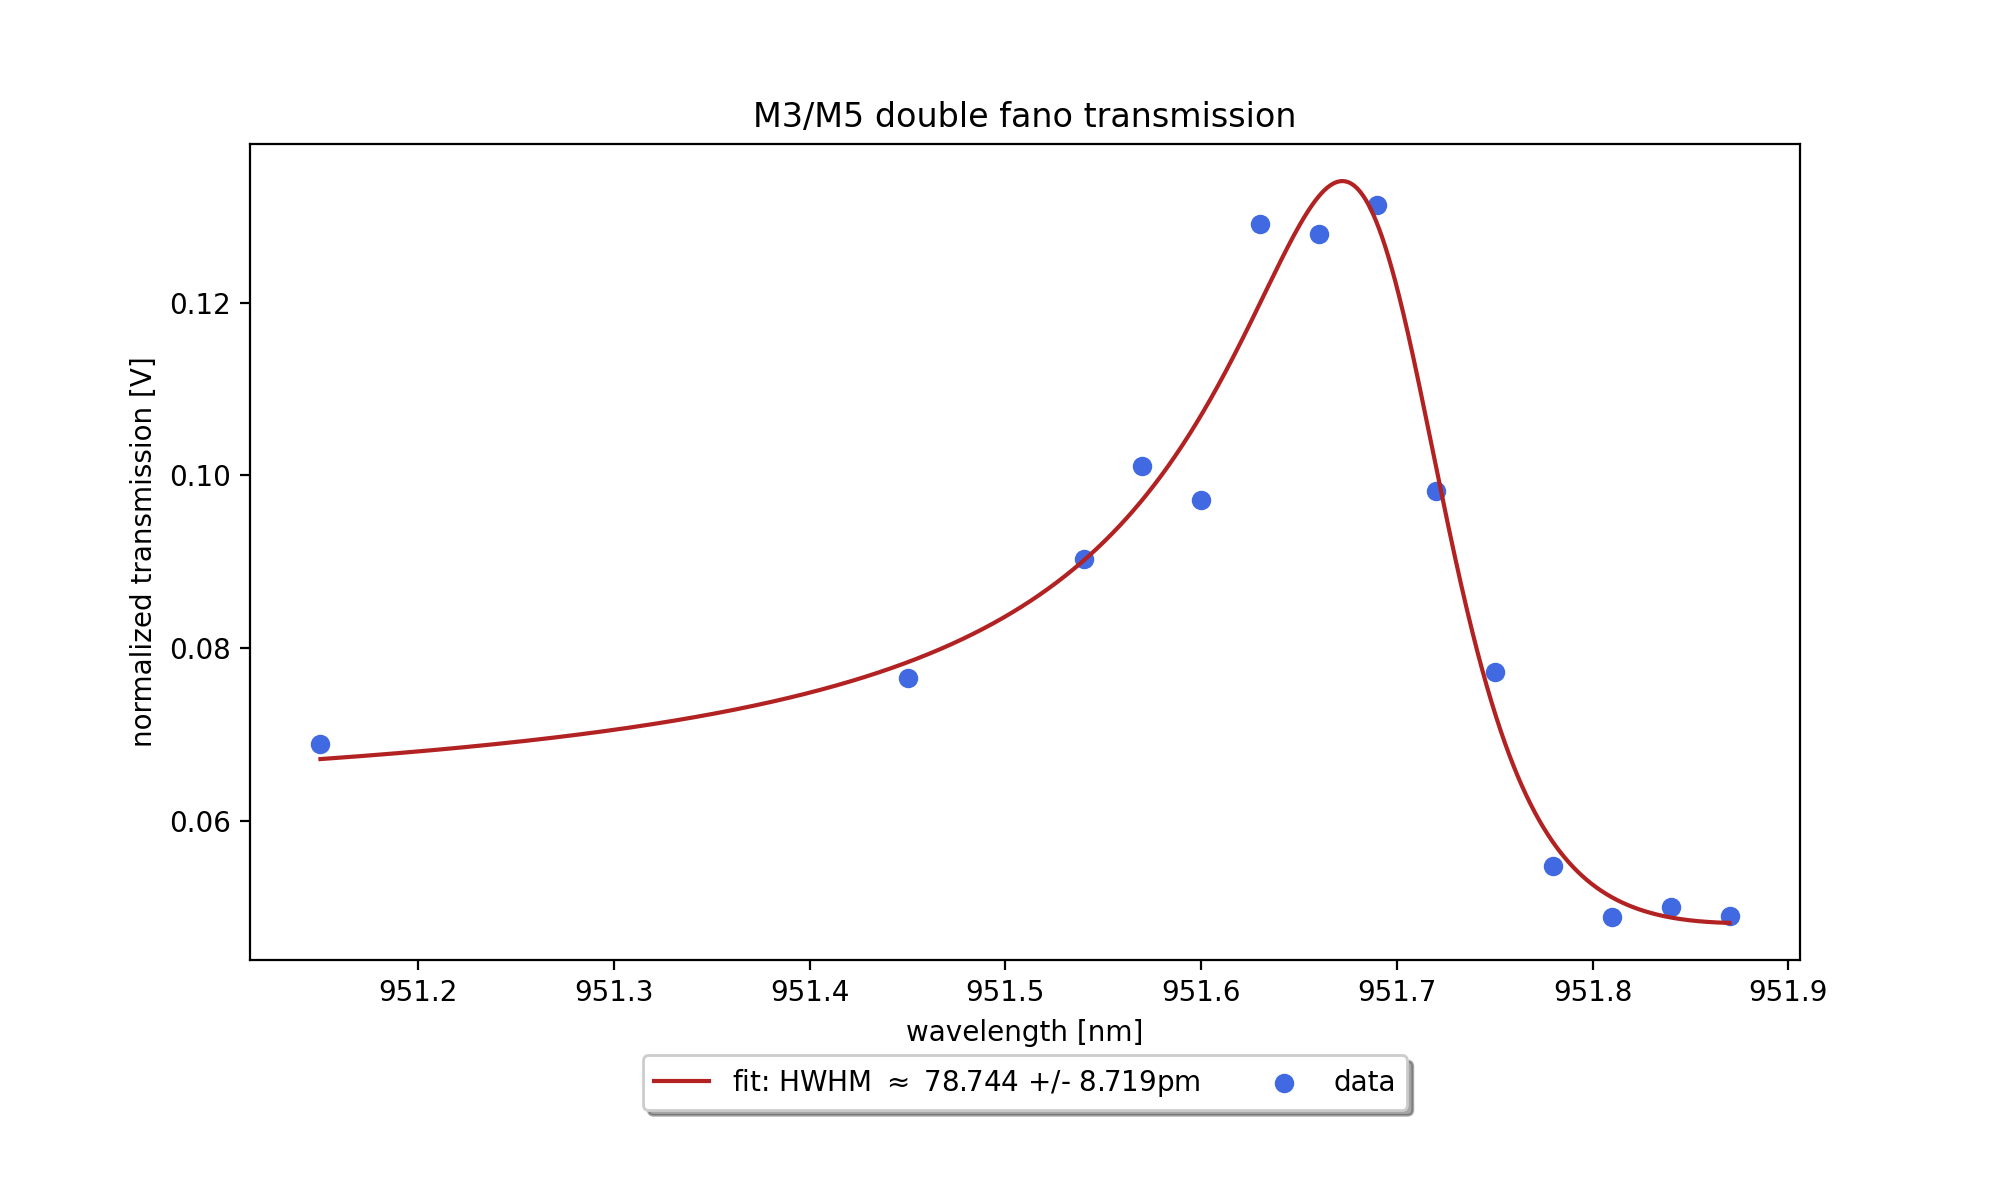 M3/M5 double fano transmission
normalized transmission [V]
0.12
0.10
0.08
0.06
951.2 951.3 951.4 951.5 951.6 951.7 951.8 951.9
wavelength [nm]
fit: HWHM ≈ 78.744 +/- 8.719pm data